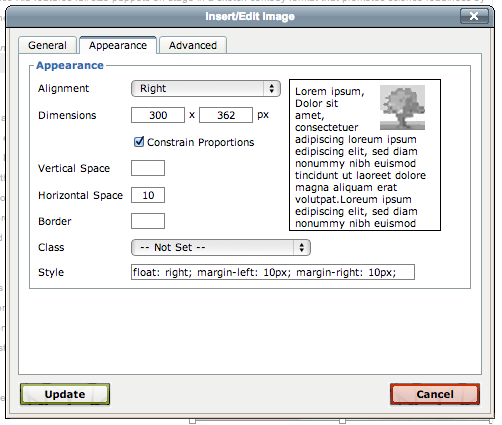 Insert/Edit Image
General Appearance Advanced
Appearance
Alignment Right
Dimensions 300 x 362 px
Constrain Proportions
Vertical Space
Horizontal Space 10
Border
Class -- Not Set --
Style float: right; margin-left: 10px; margin-right: 10px;
Lorem ipsum,
Dolor sit
amet,
consectetuer
adipiscing loreum ipsum
edipiscing elit, sed diam
nonummy nibh euismod
tincidunt ut laoreet dolore
magna aliquam erat
volutpat.Loreum ipsum
edipiscing elit, sed diam
nonummy nibh euismod
Update Cancel